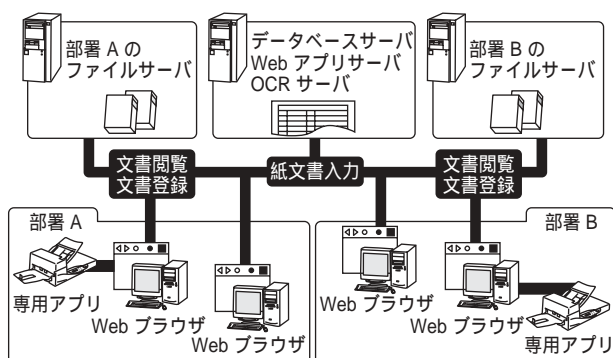 部署 A の
ファイルサーバ
データベースサーバ
Web アプリサーバ
OCR サーバ
部署 B の
ファイルサーバ
文書閲覧
文書登録
紙文書入力
文書閲覧
文書登録
部署 A
部署 B
専用アプリ
Web ブラウザ
Web ブラウザ
Web ブラウザ
Web ブラウザ
専用アプリ